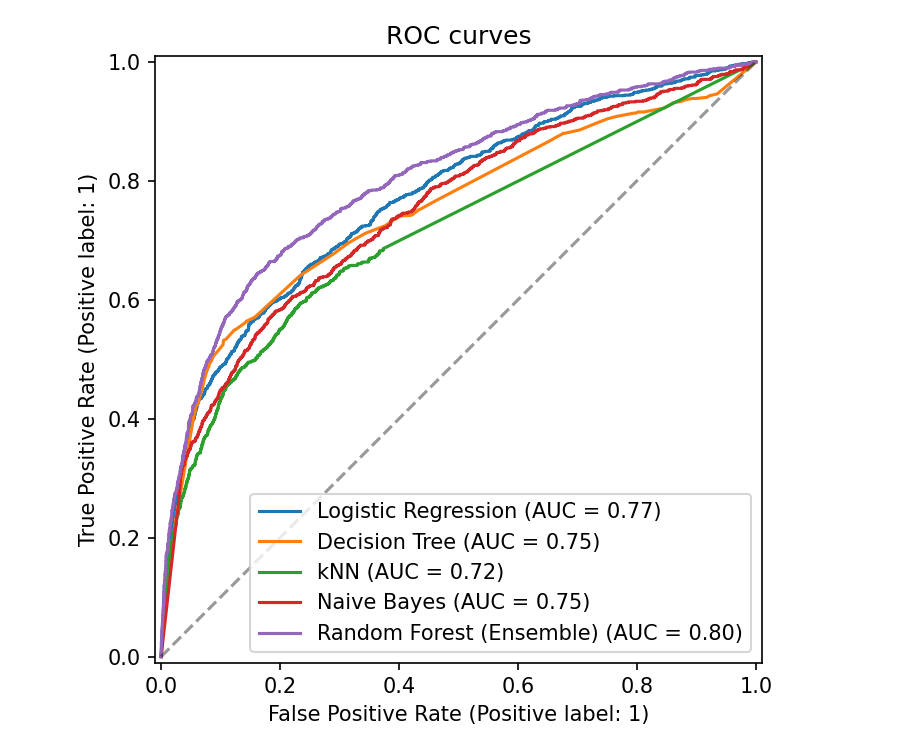 ROC curves
1.0
0.8
0.6
0.4
0.2
0.0
True Positive Rate (Positive label: 1)
Logistic Regression (AUC = 0.77)
Decision Tree (AUC = 0.75)
kNN (AUC = 0.72)
Naive Bayes (AUC = 0.75)
Random Forest (Ensemble) (AUC = 0.80)
0.0 0.2 0.4 0.6 0.8 1.0
False Positive Rate (Positive label: 1)